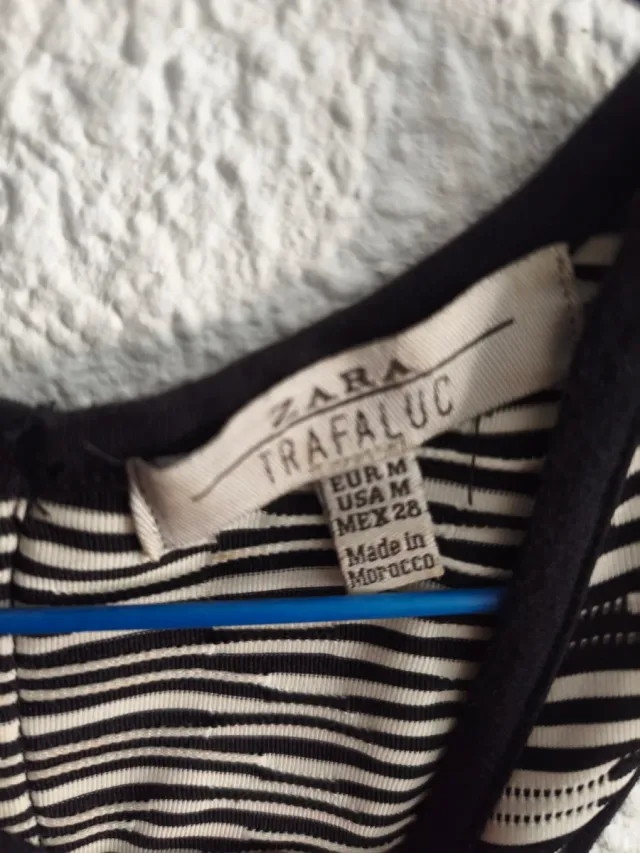 ZARA
TRAFALUC
EUR M
USA M
MEX 28
Made in
Morocco